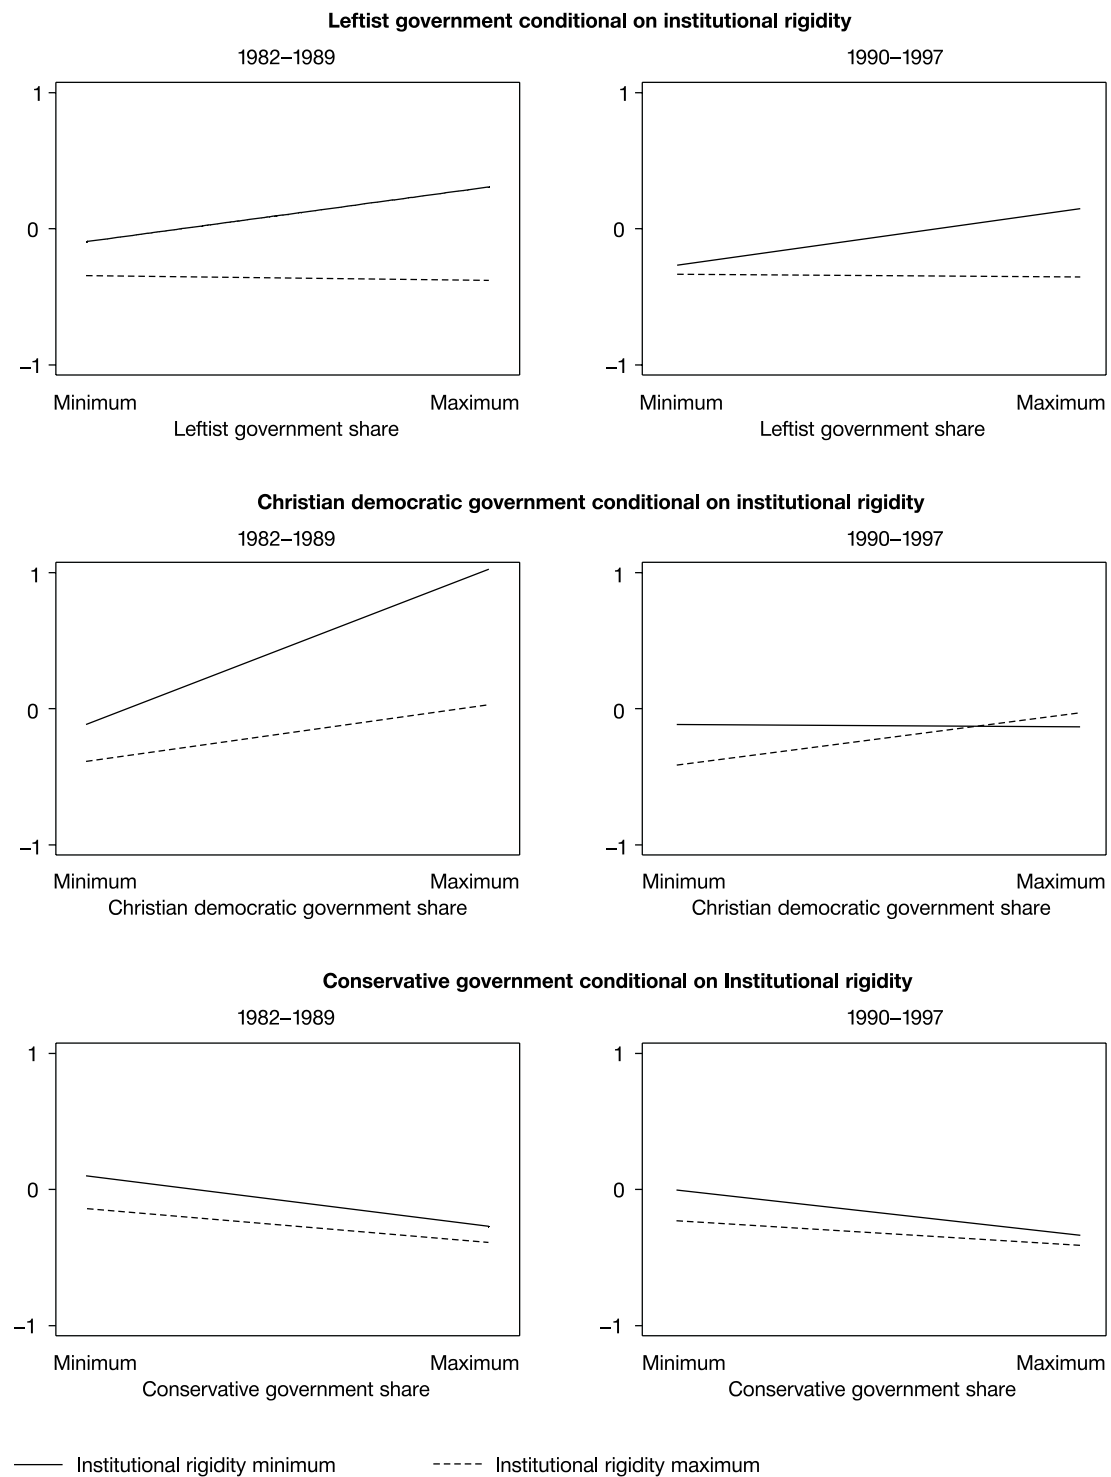 Leftist government conditional on institutional rigidity
1982–1989
1990–1997
1
0
−1
Minimum Maximum
Leftist government share
1
0
−1
Minimum Maximum
Leftist government share
Christian democratic government conditional on institutional rigidity
1982–1989
1990–1997
1
0
−1
Minimum Maximum
Christian democratic government share
1
0
−1
Minimum Maximum
Christian democratic government share
Conservative government conditional on Institutional rigidity
1982–1989
1990–1997
1
0
−1
Minimum Maximum
Conservative government share
1
0
−1
Minimum Maximum
Conservative government share
Institutional rigidity minimum
Institutional rigidity maximum